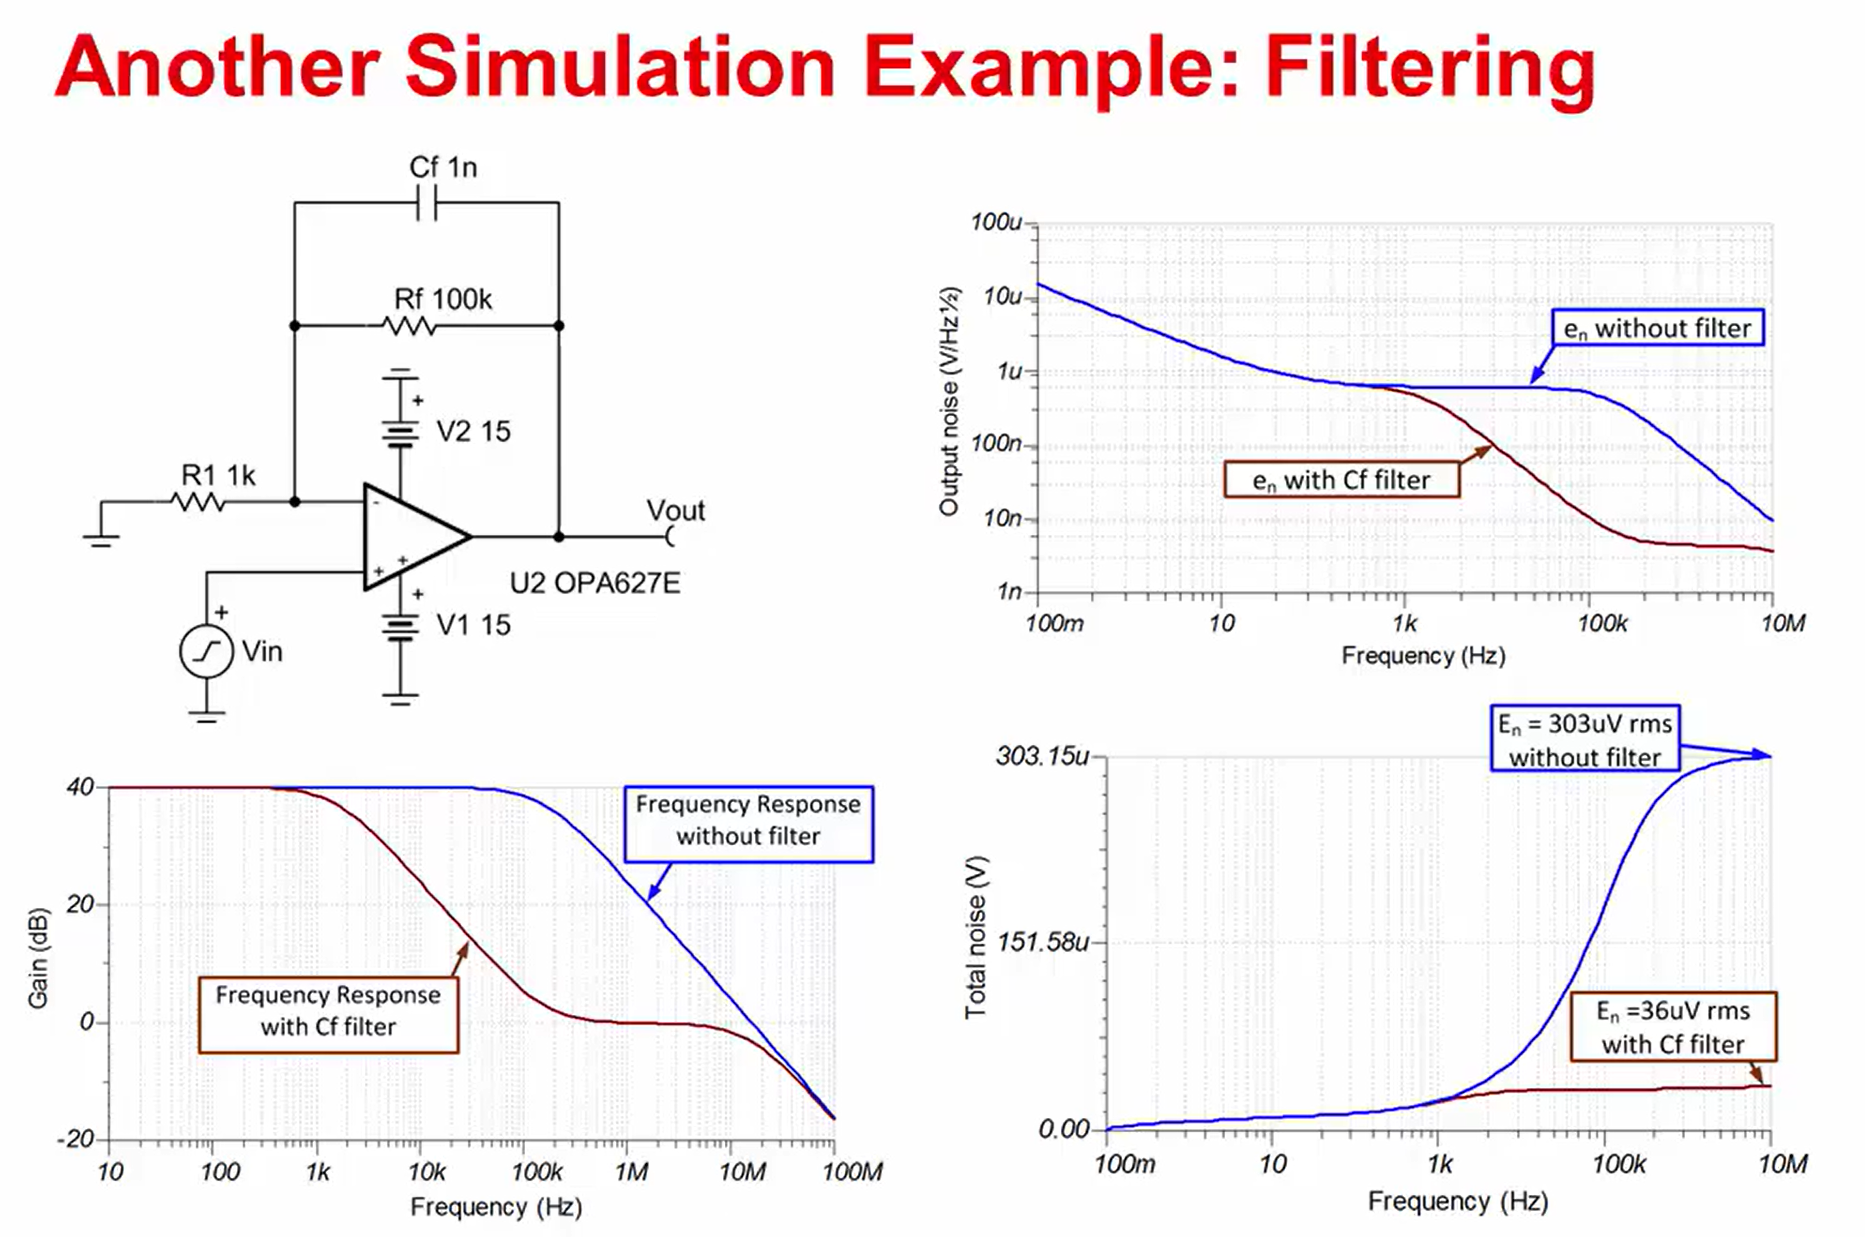 Another Simulation Example: Filtering
Cf 1n
Rf 100k
+
V2 15
R1 1k
-
+
+
Vout
U2 OPA627E
+
V1 15
+
Vin
100u
10u
1u
100n
10n
1n
Output noise (V/Hz½)
en without filter
en with Cf filter
100m 10 1k 100k 10M
Frequency (Hz)
40
20
0
-20
Gain (dB)
Frequency Response
without filter
Frequency Response
with Cf filter
10 100 1k 10k 100k 1M 10M 100M
Frequency (Hz)
303.15u
151.58u
0.00
Total noise (V)
En = 303uV rms
without filter
En =36uV rms
with Cf filter
100m 10 1k 100k 10M
Frequency (Hz)